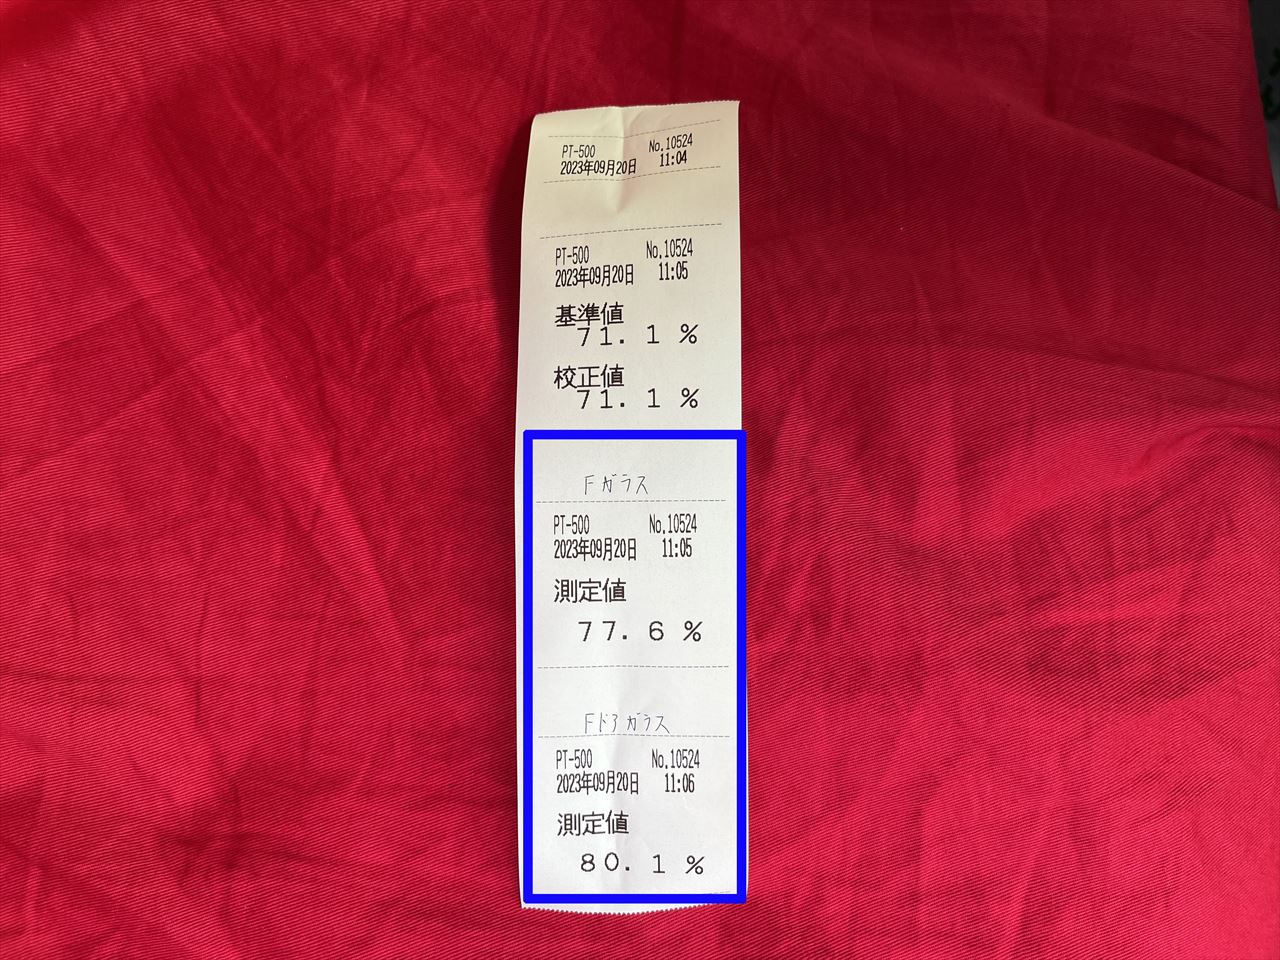 PT-500 No.10524
2023年09月20日 11:04
PT-500 No.10524
2023年09月20日 11:05
基準値
71.1 %
校正値
71.1 %
Fガラス
PT-500 No.10524
2023年09月20日 11:05
測定値
77.6 %
Fドアガラス
PT-500 No.10524
2023年09月20日 11:06
測定値
80.1 %